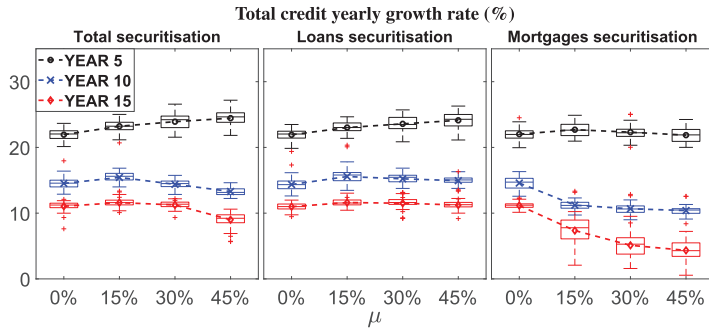 Total credit yearly growth rate (%)
Total securitisation Loans securitisation Mortgages securitisation
YEAR 5
YEAR 10
YEAR 15
30
20
10
0
0% 15% 30% 45% 0% 15% 30% 45% 0% 15% 30% 45%
μ